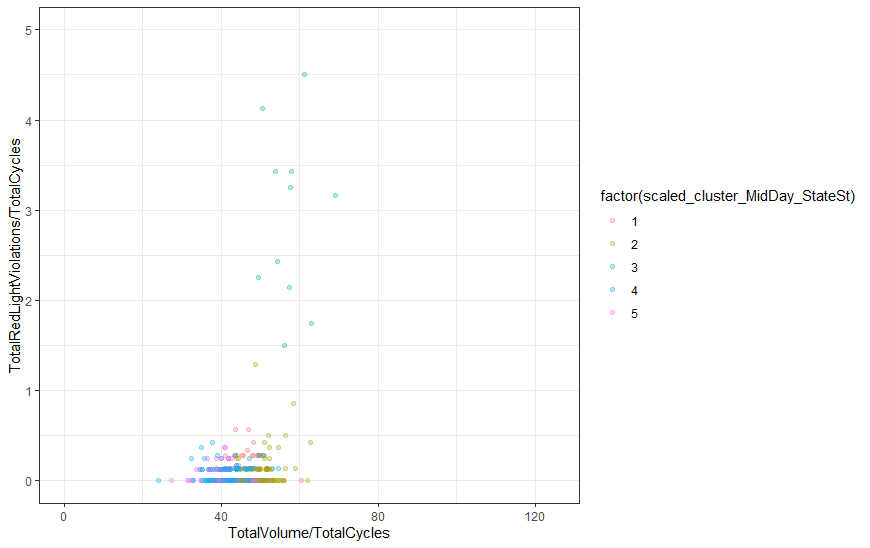 5
4
3
2
1
0
TotalRedLightViolations/TotalCycles
0 40 80 120
TotalVolume/TotalCycles
factor(scaled_cluster_MidDay_StateSt)
1
2
3
4
5